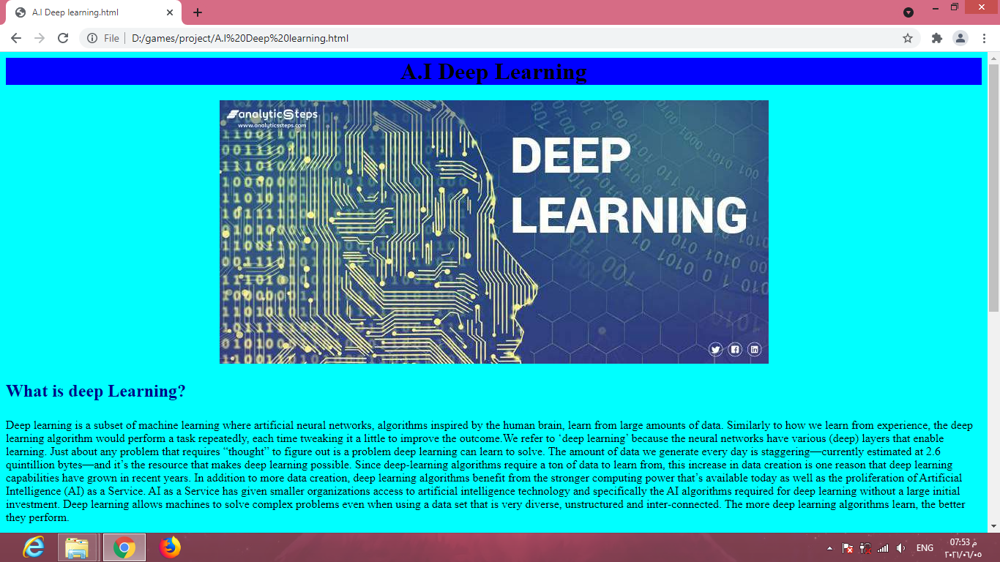 A.I Deep learning.html
File
D:/games/project/A.I%20Deep%20learning.html
A.I Deep Learning
analyticSteps
www.analyticssteps.com
DEEP
LEARNING
What is deep Learning?
Deep learning is a subset of machine learning where artificial neural networks, algorithms inspired by the human brain, learn from large amounts of data. Similarly to how we learn from experience, the deep
learning algorithm would perform a task repeatedly, each time tweaking it a little to improve the outcome.We refer to ‘deep learning’ because the neural networks have various (deep) layers that enable
learning. Just about any problem that requires “thought” to figure out is a problem deep learning can learn to solve. The amount of data we generate every day is staggering—currently estimated at 2.6
quintillion bytes—and it’s the resource that makes deep learning possible. Since deep-learning algorithms require a ton of data to learn from, this increase in data creation is one reason that deep learning
capabilities have grown in recent years. In addition to more data creation, deep learning algorithms benefit from the stronger computing power that’s available today as well as the proliferation of Artificial
Intelligence (AI) as a Service. AI as a Service has given smaller organizations access to artificial intelligence technology and specifically the AI algorithms required for deep learning without a large initial
investment. Deep learning allows machines to solve complex problems even when using a data set that is very diverse, unstructured and inter-connected. The more deep learning algorithms learn, the better
they perform.
ENG
07:53 م
٢٠٢١/٠٦/٠٥